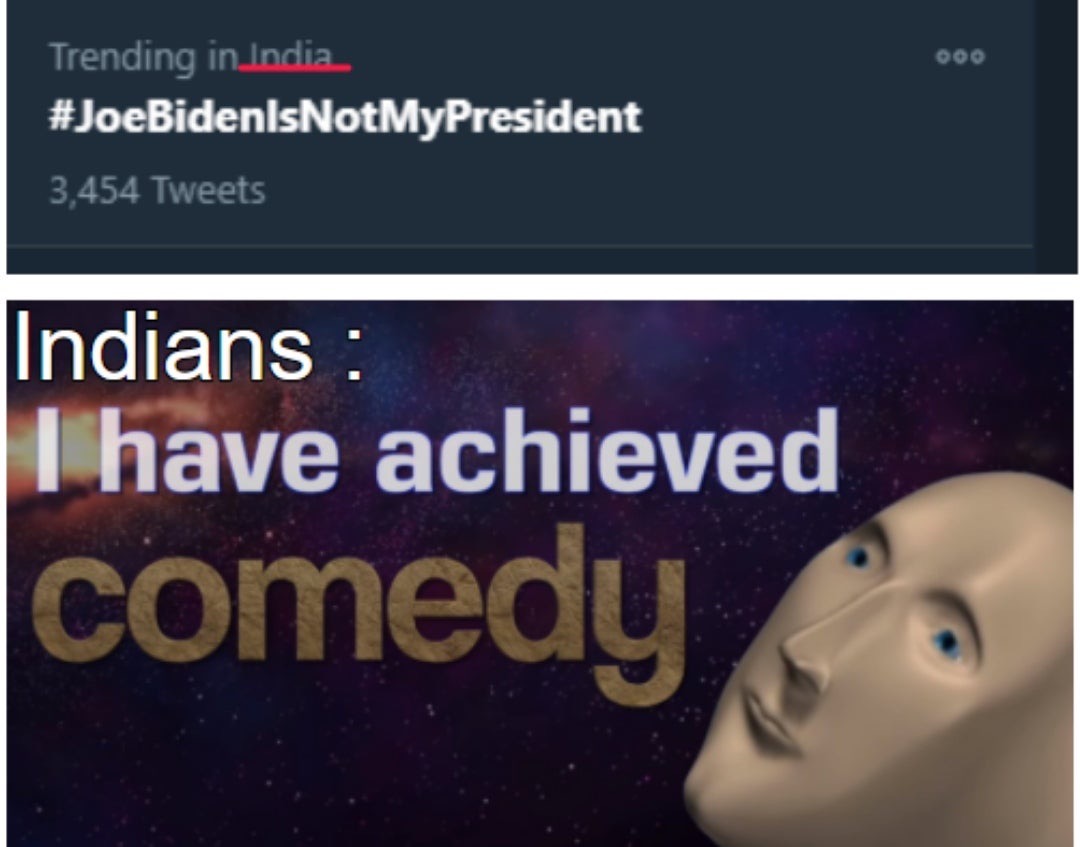 Trending in India
#JoeBidenIsNotMyPresident
3,454 Tweets
Indians :
I have achieved
comedy